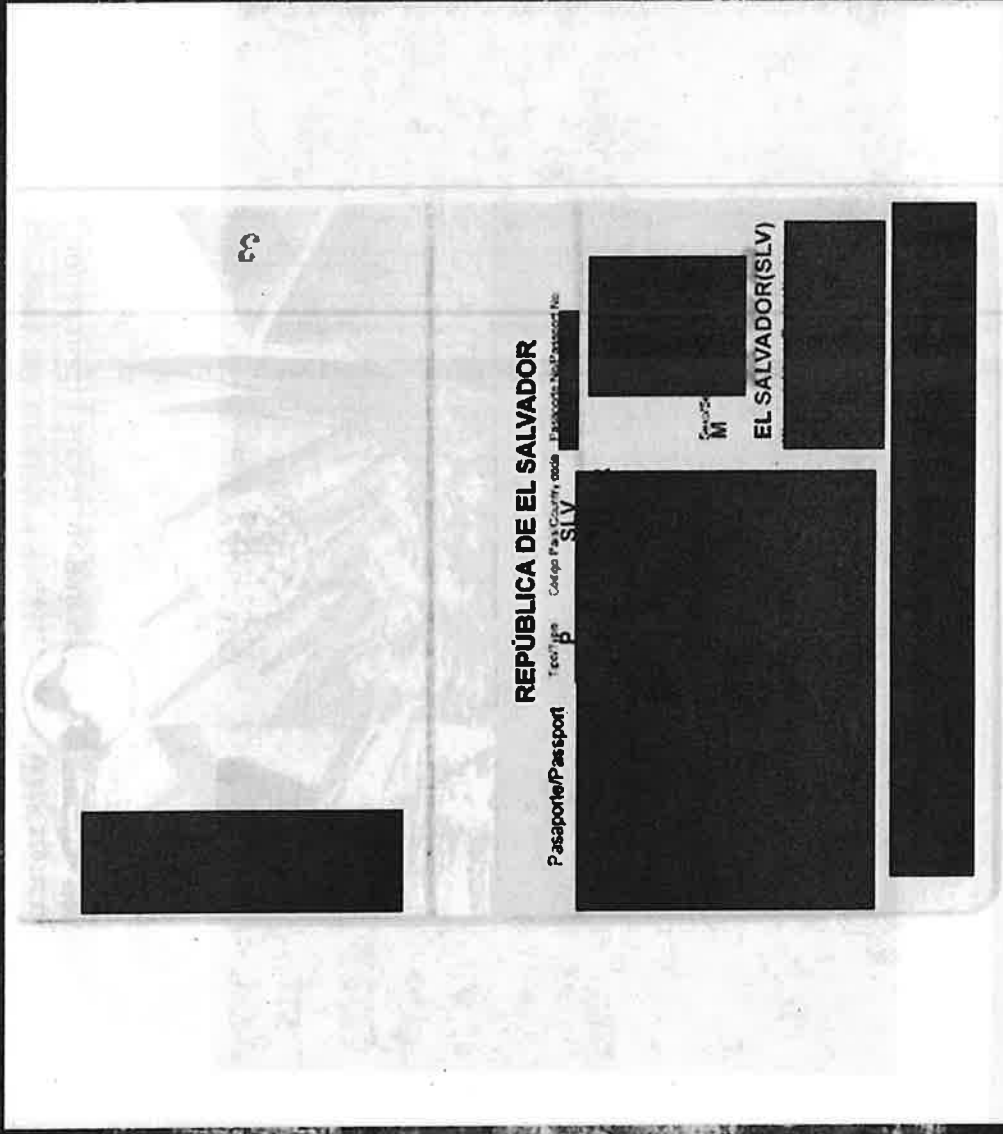 3
REPÚBLICA DE EL SALVADOR
Pasaporte/Passport
Tipo/Type Código País/Country code Pasaporte No/Passport No
P SLV
M
EL SALVADOR(SLV)